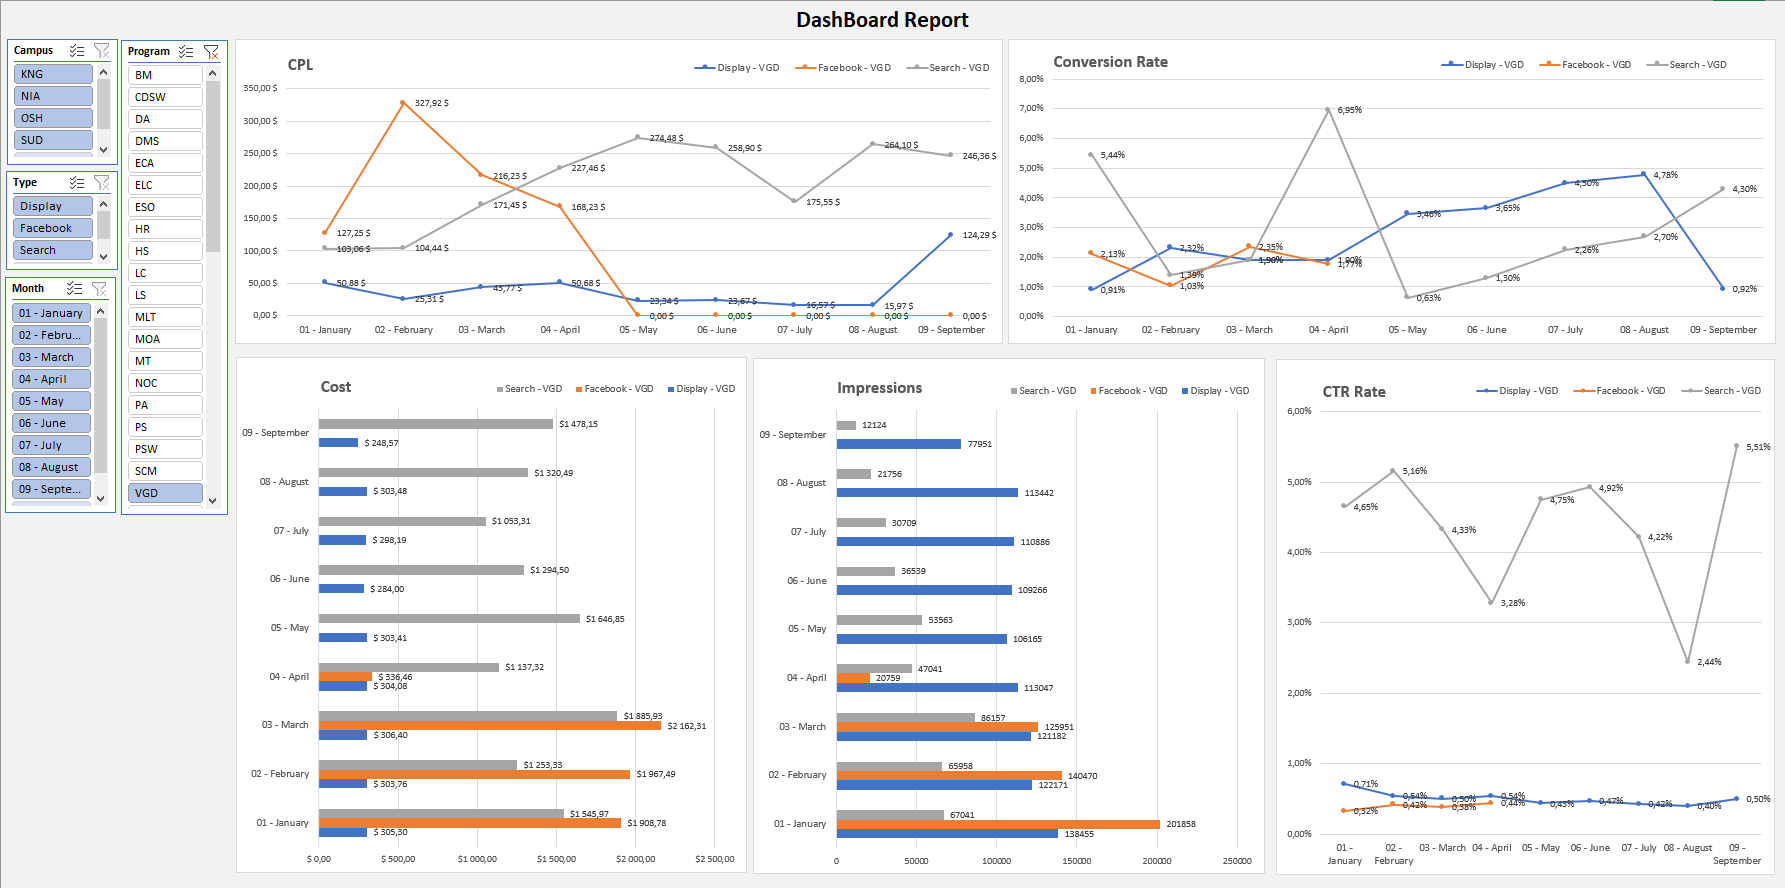 DashBoard Report
Campus
KNG
NIA
OSH
SUD
Type
Display
Facebook
Search
Month
01 - January
02 - Febru...
03 - March
04 - April
05 - May
06 - June
07 - July
08 - August
09 - Septe...
Program
BM
CDSW
DA
DMS
ECA
ELC
ESO
HR
HS
LC
LS
MLT
MOA
MT
NOC
PA
PS
PSW
SCM
VGD
CPL
Display - VGD Facebook - VGD Search - VGD
350,00 $
300,00 $
250,00 $
200,00 $
150,00 $
100,00 $
50,00 $
0,00 $
327,92 $
274,48 $
258,90 $
264,10 $
246,36 $
227,46 $
216,23 $
171,45 $
168,23 $
175,55 $
127,25 $
103,06 $
104,44 $
124,29 $
50,88 $
25,31 $
43,77 $
50,68 $
23,34 $
23,67 $
16,57 $
15,97 $
0,00 $ 0,00 $ 0,00 $ 0,00 $ 0,00 $
01 - January 02 - February 03 - March 04 - April 05 - May 06 - June 07 - July 08 - August 09 - September
Conversion Rate
Display - VGD Facebook - VGD Search - VGD
8,00%
7,00%
6,00%
5,00%
4,00%
3,00%
2,00%
1,00%
0,00%
6,95%
5,44%
4,78%
4,50%
4,30%
3,46%
3,65%
2,70%
2,26%
2,13%
2,32%
2,35%
1,39%
1,03%
1,90%
1,90%
1,77%
0,91%
0,63%
1,30%
0,92%
01 - January 02 - February 03 - March 04 - April 05 - May 06 - June 07 - July 08 - August 09 - September
Cost
Search - VGD Facebook - VGD Display - VGD
09 - September
$1 478,15
$ 248,57
08 - August
$1 320,49
$ 303,48
07 - July
$1 053,31
$ 298,19
06 - June
$1 294,50
$ 284,00
05 - May
$1 646,85
$ 303,41
04 - April
$1 137,32
$ 336,46
$ 304,08
03 - March
$1 885,93
$2 162,31
$ 306,40
02 - February
$1 253,33
$1 967,49
$ 303,76
01 - January
$1 545,97
$1 908,78
$ 305,30
$ 0,00 $ 500,00 $1 000,00 $1 500,00 $2 000,00 $2 500,00
Impressions
Search - VGD Facebook - VGD Display - VGD
09 - September
12124
77951
08 - August
21756
113442
07 - July
30709
110886
06 - June
36539
109266
05 - May
53563
106165
04 - April
47041
20759
113047
03 - March
86157
125951
121182
02 - February
65958
140470
122171
01 - January
67041
201858
138455
0 50000 100000 150000 200000 250000
CTR Rate
Display - VGD Facebook - VGD Search - VGD
6,00%
5,00%
4,00%
3,00%
2,00%
1,00%
0,00%
5,51%
5,16%
4,92%
4,75%
4,65%
4,33%
4,22%
3,28%
2,44%
0,71%
0,54%
0,50%
0,54%
0,43%
0,47%
0,42%
0,40%
0,50%
0,32%
0,42%
0,38%
0,44%
01 - January 02 - February 03 - March 04 - April 05 - May 06 - June 07 - July 08 - August 09 - September